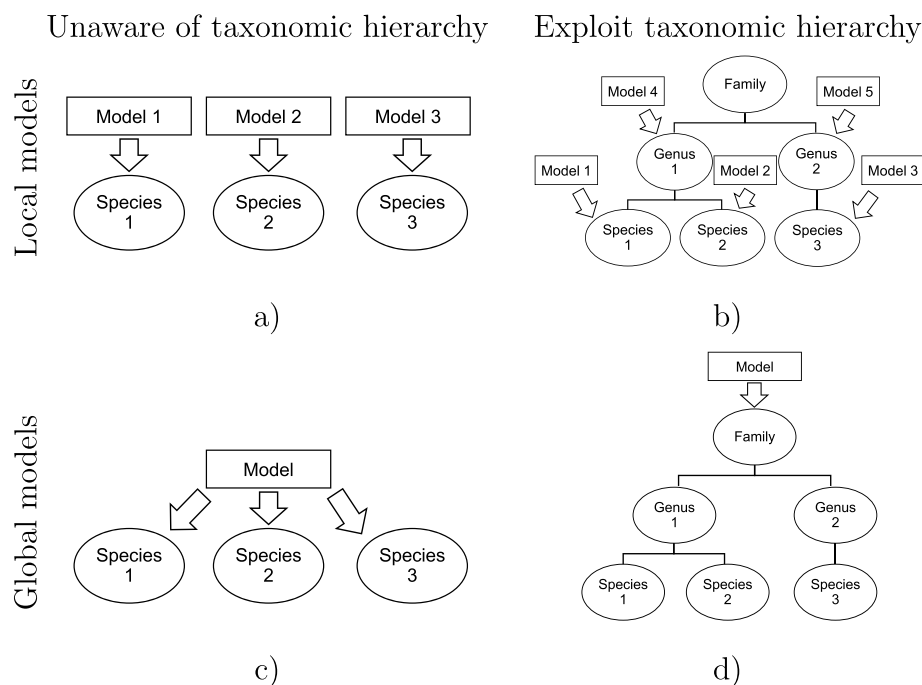 Unaware of taxonomic hierarchy
Exploit taxonomic hierarchy
Local models
Model 1
Model 2
Model 3
Species
1
Species
2
Species
3
a)
Family
Model 4
Model 5
Genus
1
Genus
2
Model 1
Model 2
Model 3
Species
1
Species
2
Species
3
b)
Global models
Model
Species
1
Species
2
Species
3
c)
Model
Family
Genus
1
Genus
2
Species
1
Species
2
Species
3
d)